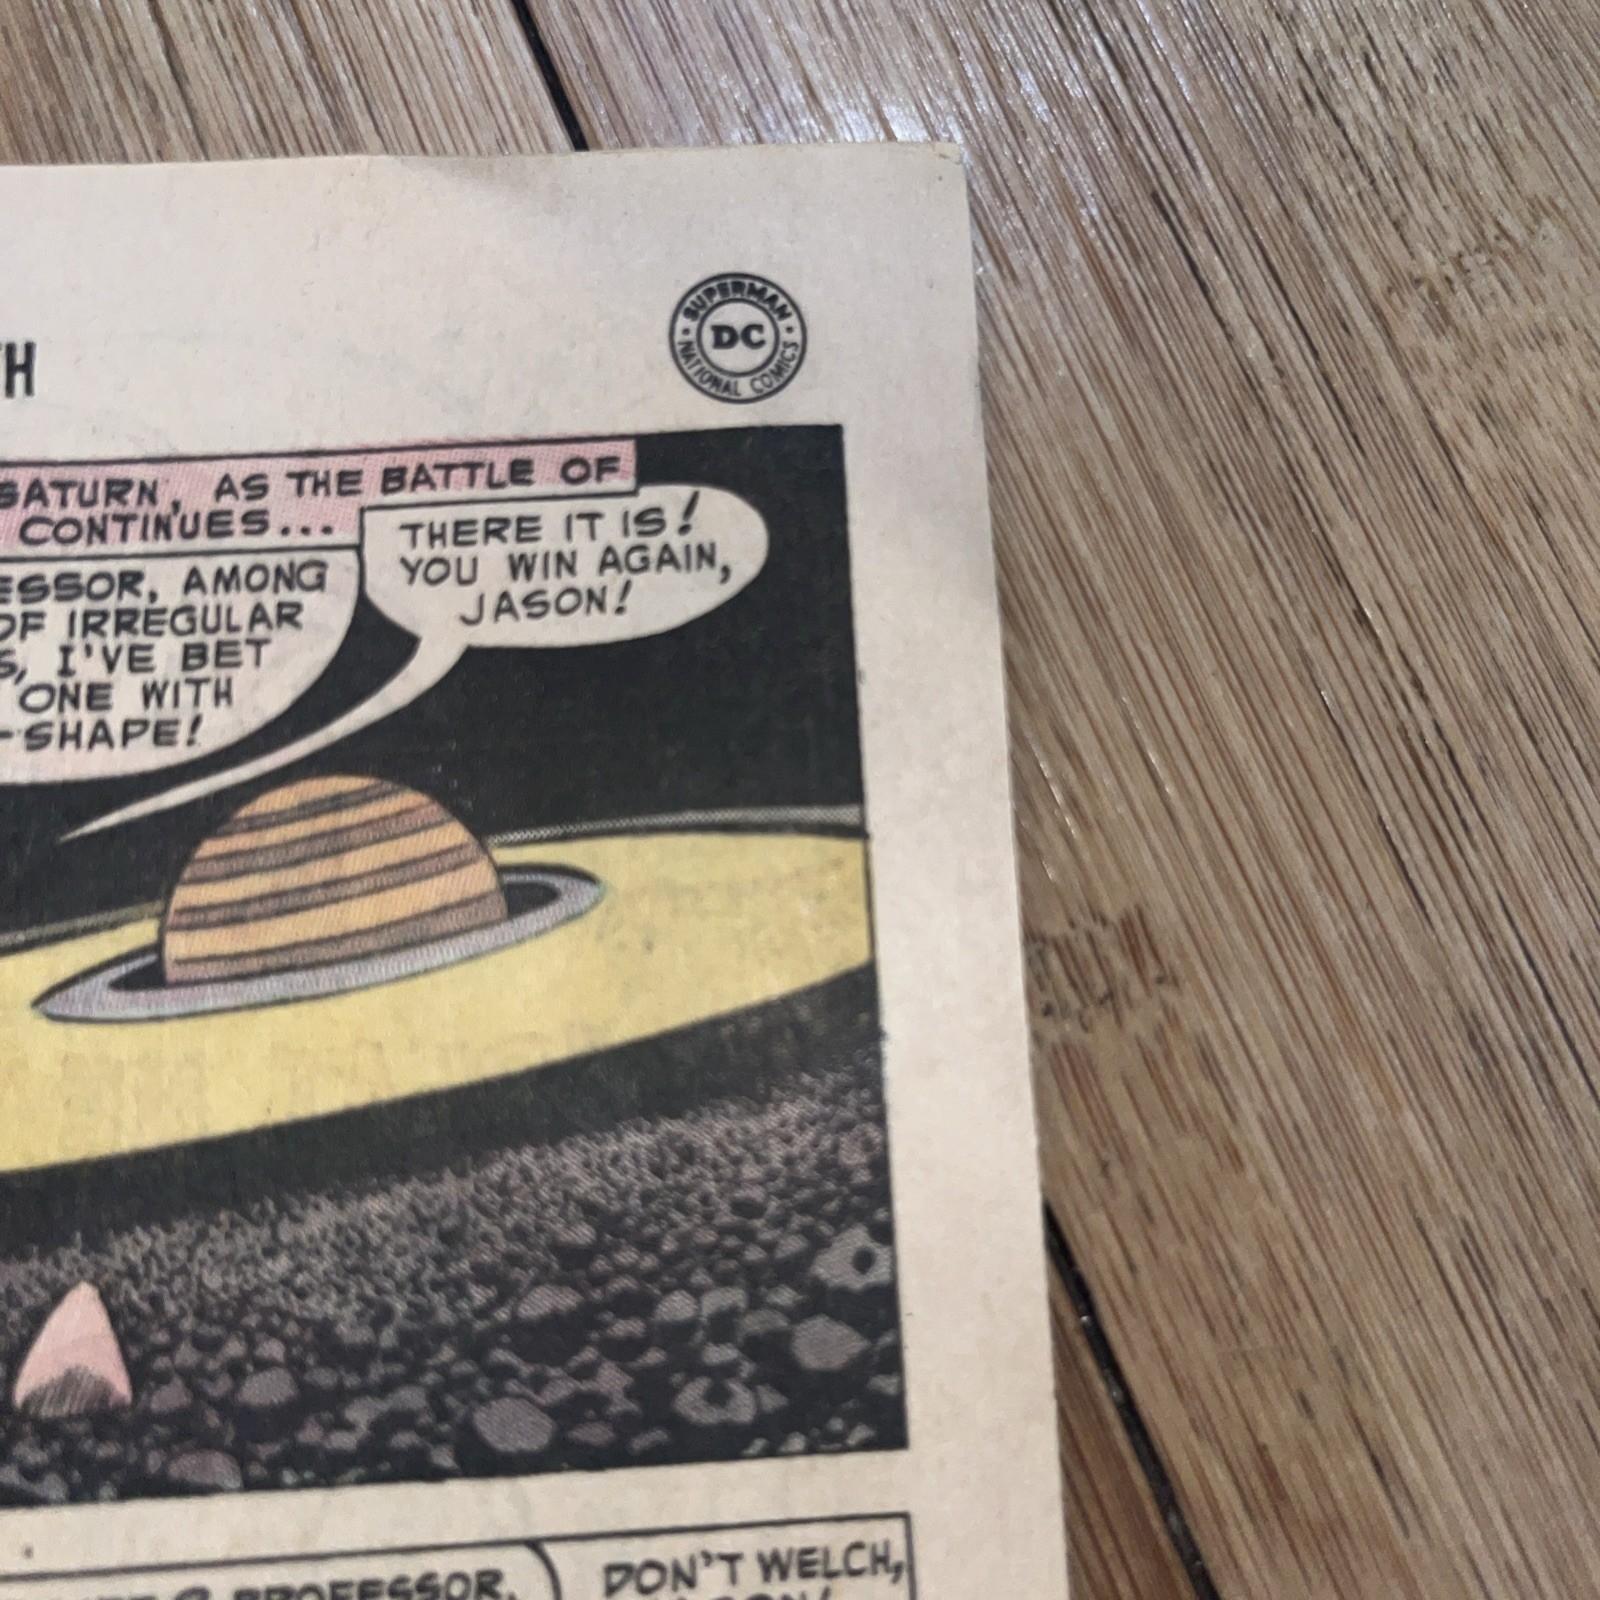 SUPERMAN
DC
NATIONAL COMICS
TH
SATURN, AS THE BATTLE OF
CONTINUES...
ESSOR, AMONG
OF IRREGULAR
S, I'VE BET
ONE WITH
-SHAPE!
THERE IT IS!
YOU WIN AGAIN,
JASON!
PROFESSOR,
DON'T WELCH,